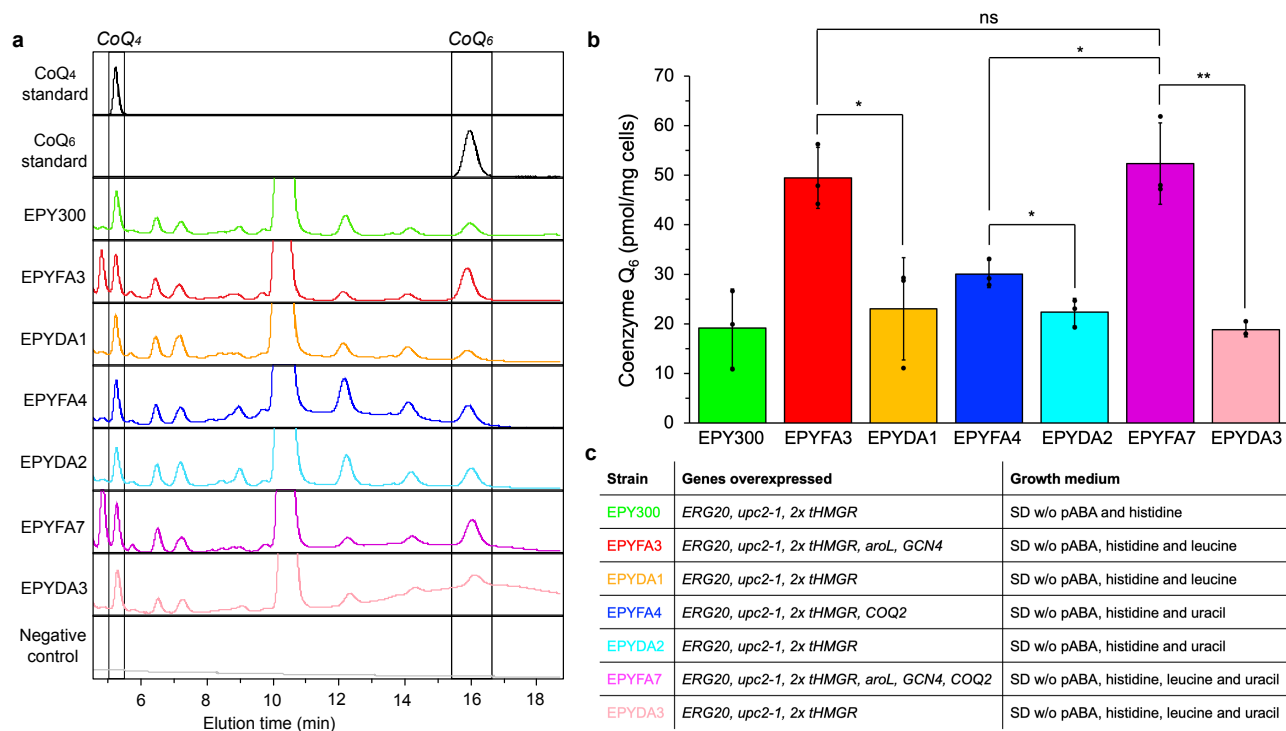 a
CoQ4
CoQ6
CoQ4
standard
CoQ6
standard
EPY300
EPYFA3
EPYDA1
EPYFA4
EPYDA2
EPYFA7
EPYDA3
Negative
control
6 8 10 12 14 16 18
Elution time (min)
b
ns
*
*
**
*
Coenzyme Q6 (pmol/mg cells)
70
60
50
40
30
20
10
0
EPY300 EPYFA3 EPYDA1 EPYFA4 EPYDA2 EPYFA7 EPYDA3
c
Strain Genes overexpressed Growth medium
EPY300 ERG20, upc2-1, 2x tHMGR SD w/o pABA and histidine
EPYFA3 ERG20, upc2-1, 2x tHMGR, aroL, GCN4 SD w/o pABA, histidine and leucine
EPYDA1 ERG20, upc2-1, 2x tHMGR SD w/o pABA, histidine and leucine
EPYFA4 ERG20, upc2-1, 2x tHMGR, COQ2 SD w/o pABA, histidine and uracil
EPYDA2 ERG20, upc2-1, 2x tHMGR SD w/o pABA, histidine and uracil
EPYFA7 ERG20, upc2-1, 2x tHMGR, aroL, GCN4, COQ2 SD w/o pABA, histidine, leucine and uracil
EPYDA3 ERG20, upc2-1, 2x tHMGR SD w/o pABA, histidine, leucine and uracil